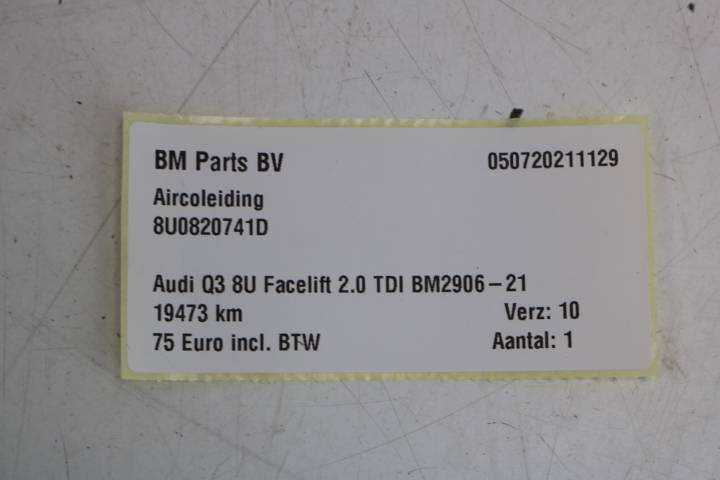 BM Parts BV 050720211129
Aircoleiding
8U0820741D
Audi Q3 8U Facelift 2.0 TDI BM2906-21
19473 km Verz: 10
75 Euro incl. BTW Aantal: 1